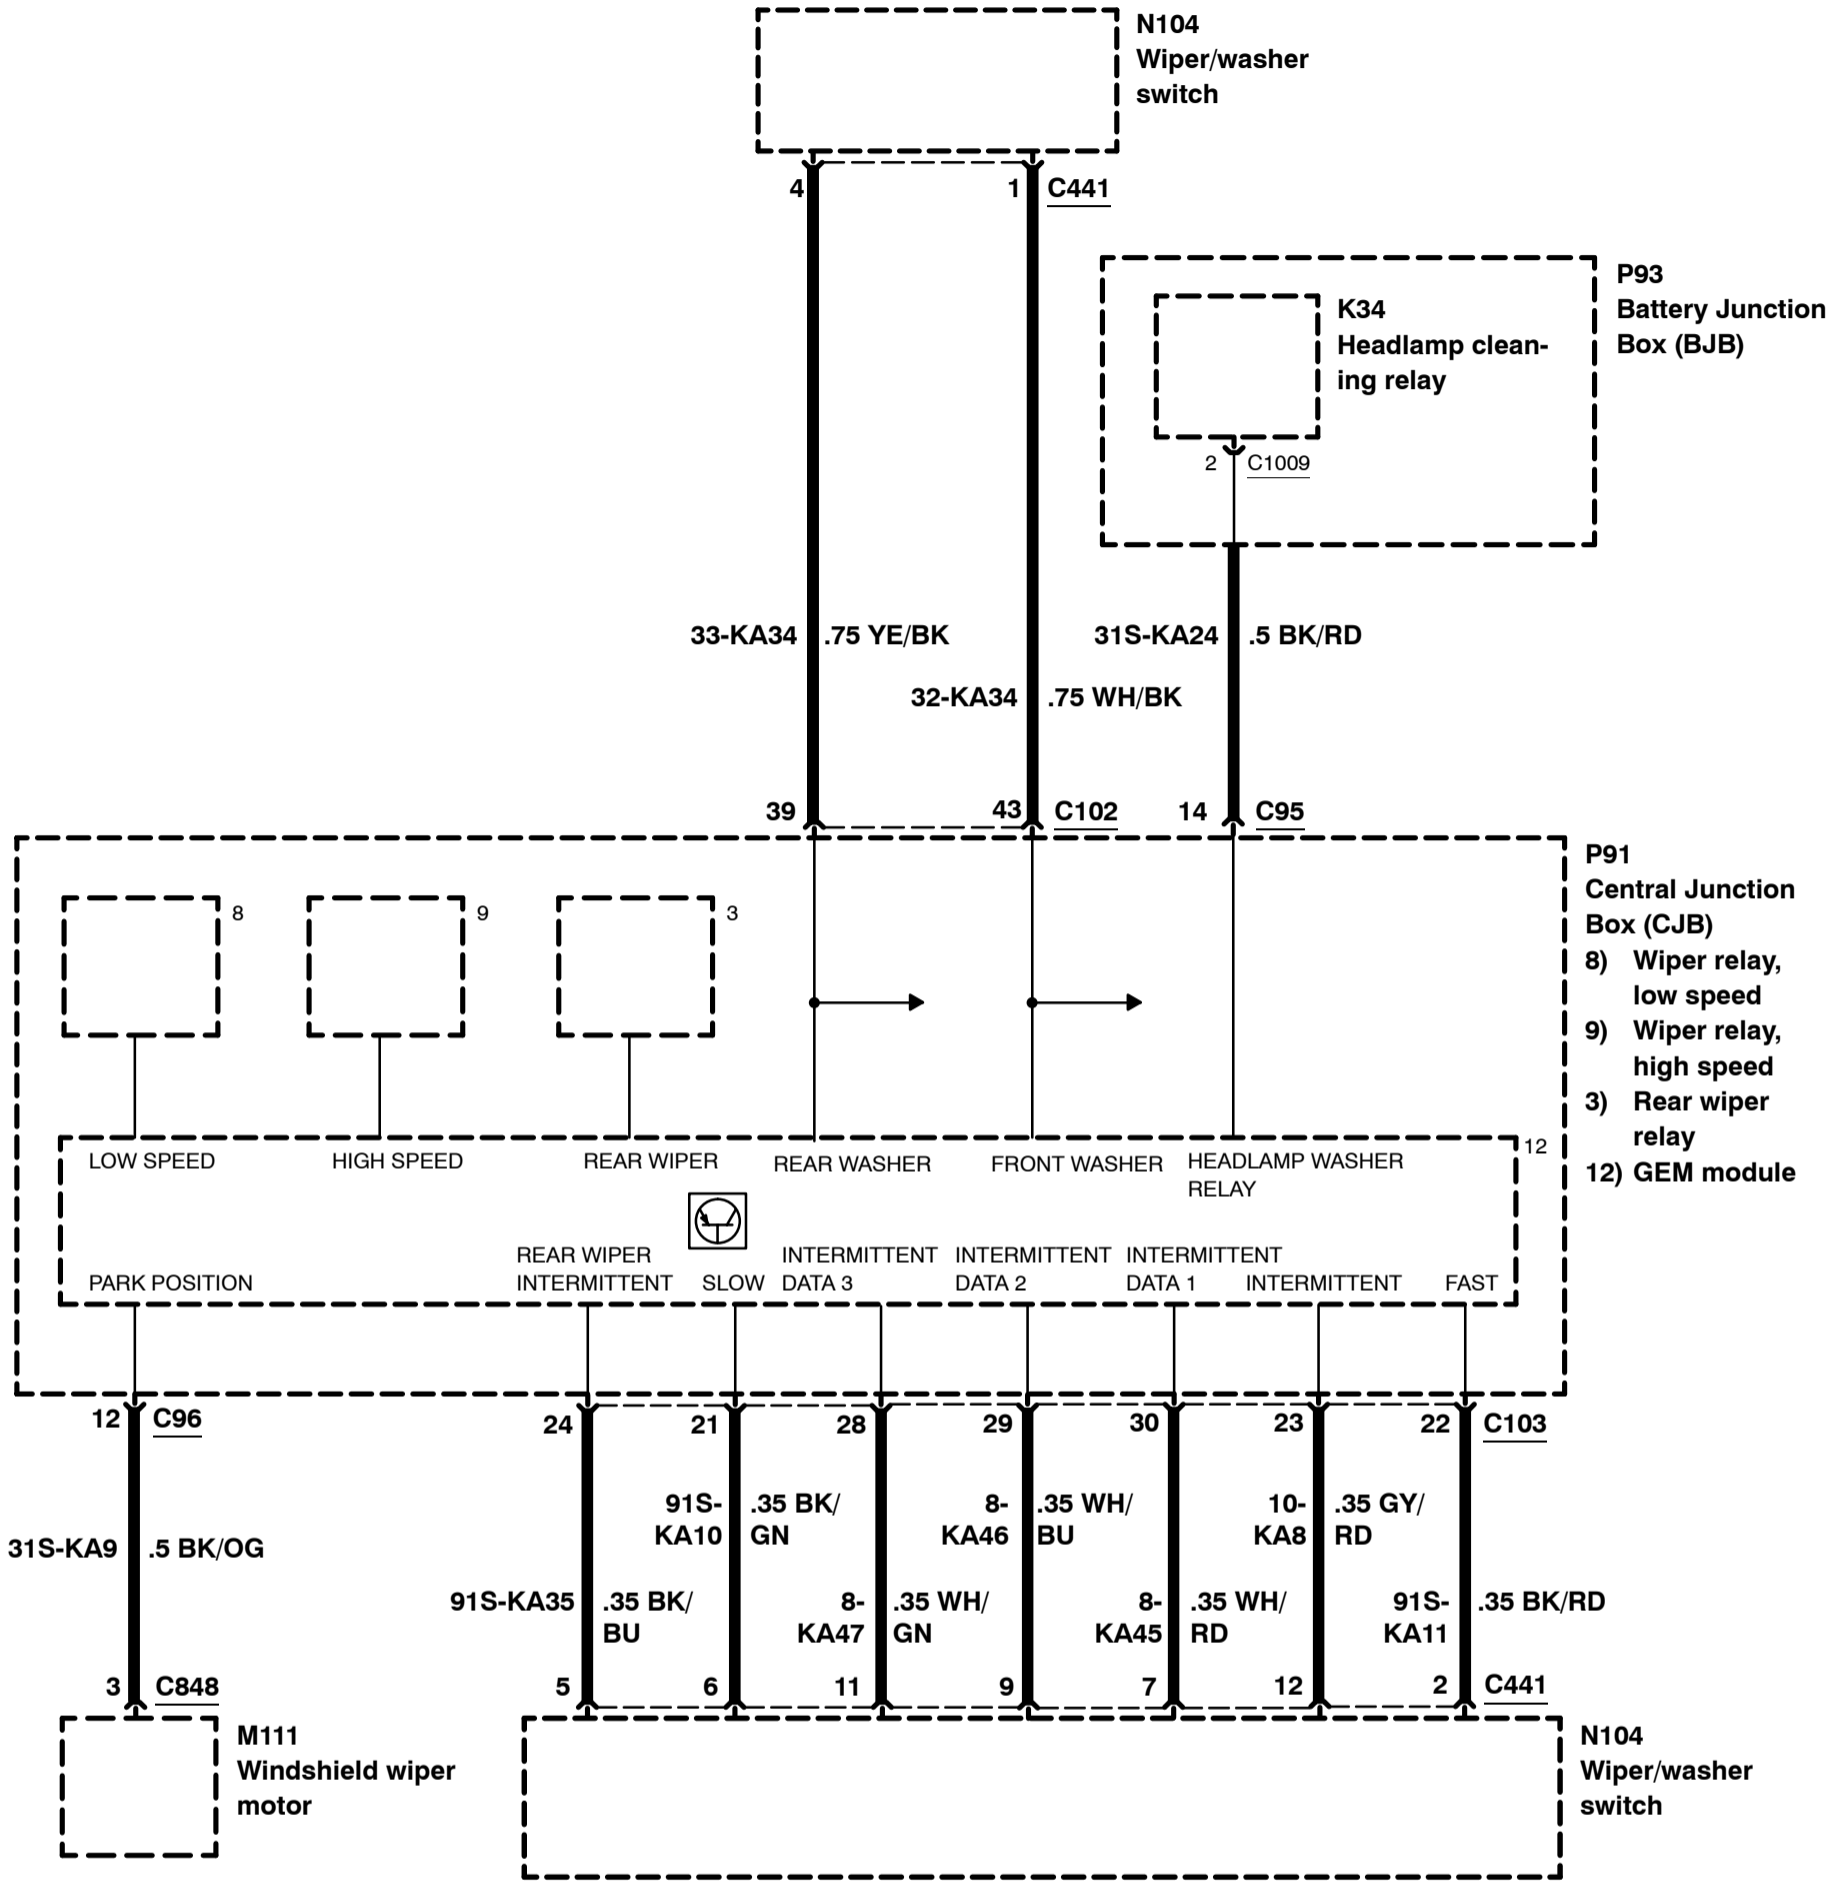 N104
Wiper/washer
switch
4
1
C441
P93
Battery Junction
Box (BJB)
K34
Headlamp clean-
ing relay
2
C1009
33-KA34
.75 YE/BK
31S-KA24
.5 BK/RD
32-KA34
.75 WH/BK
39
43
C102
14
C95
P91
Central Junction
Box (CJB)
8) Wiper relay,
low speed
9) Wiper relay,
high speed
3) Rear wiper
relay
12) GEM module
8
9
3
12
LOW SPEED
HIGH SPEED
REAR WIPER
REAR WASHER
FRONT WASHER
HEADLAMP WASHER
RELAY
PARK POSITION
REAR WIPER
INTERMITTENT
SLOW
INTERMITTENT
DATA 3
INTERMITTENT
DATA 2
INTERMITTENT
DATA 1
INTERMITTENT
FAST
12
C96
24
21
28
29
30
23
22
C103
91S-
KA10
.35 BK/
GN
8-
KA46
.35 WH/
BU
10-
KA8
.35 GY/
RD
31S-KA9
.5 BK/OG
91S-KA35
.35 BK/
BU
8-
KA47
.35 WH/
GN
8-
KA45
.35 WH/
RD
91S-
KA11
.35 BK/RD
3
C848
5
6
11
9
7
12
2
C441
M111
Windshield wiper
motor
N104
Wiper/washer
switch